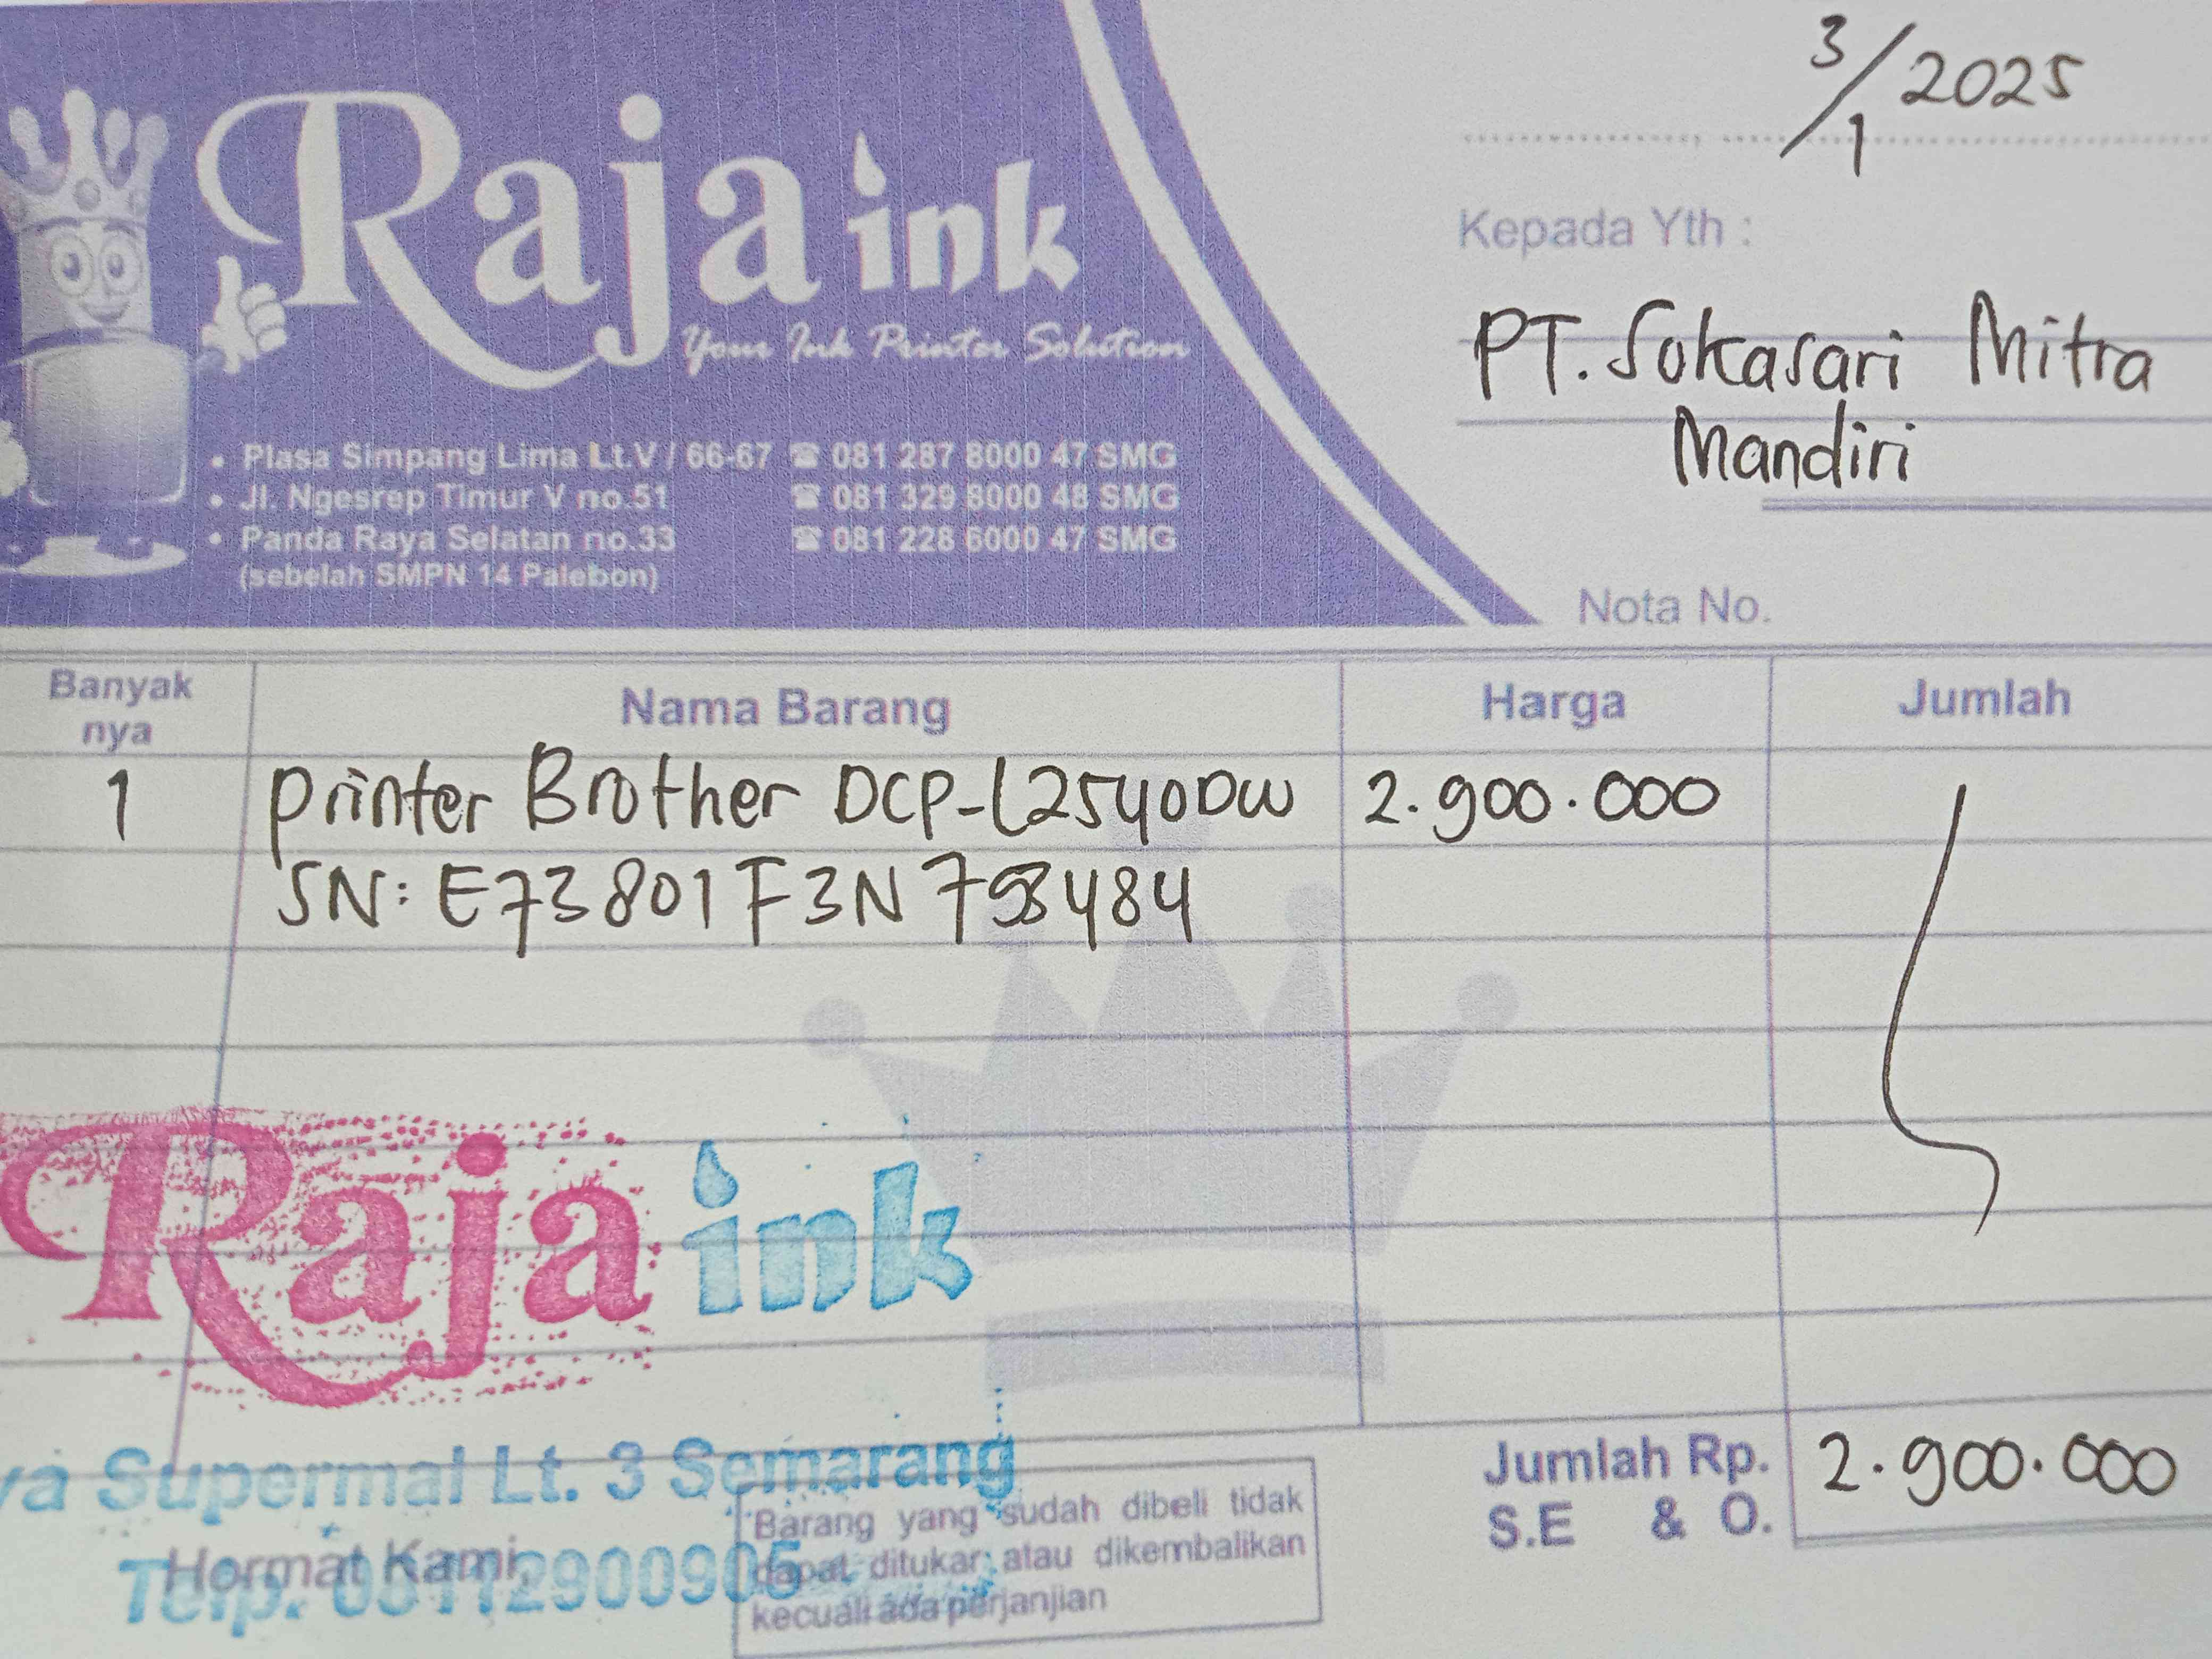 3/1 2025
Raja ink
Your Ink Printer Solution
Kepada Yth :
PT. Sukasari Mitra
Mandiri
• Plasa Simpang Lima Lt.V / 66-67 ☎ 081 287 8000 47 SMG
• Jl. Ngesrep Timur V no.51 ☎ 081 329 8000 48 SMG
• Panda Raya Selatan no.33 ☎ 081 228 6000 47 SMG
(sebelah SMPN 14 Palebon)
Nota No.
Banyak nya Nama Barang Harga Jumlah
1 Printer Brother DCP-L2540DW 2.900.000
SN: E73801F3N793484
Raja ink
Supermal Lt. 3 Semarang
Jumlah Rp. 2.900.000
S.E & O.
Hormat Kami,
Telp.
Barang yang sudah dibeli tidak
dapat ditukar atau dikembalikan
kecuali ada perjanjian